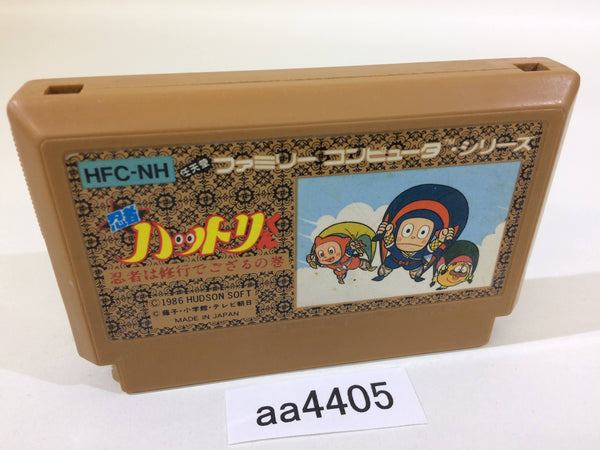 HFC-NH
任天堂 ファミリーコンピュータ™シリーズ
忍者
ハットリくん
忍者は修行でござるの巻
©1986 HUDSON SOFT
©藤子・小学館・テレビ朝日
MADE IN JAPAN
aa4405